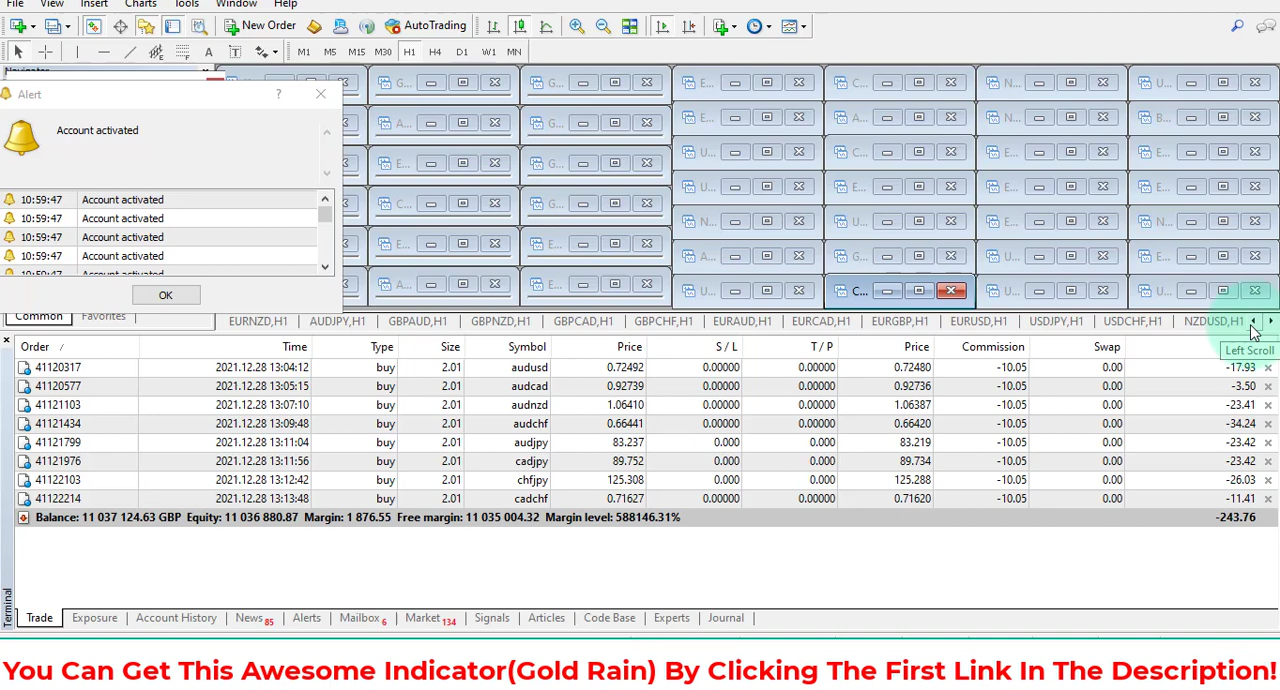 File View Insert Charts Tools Window Help
New Order AutoTrading
A T M1 M5 M15 M30 H1 H4 D1 W1 MN
Navigator
G... G... E... C... N... U...
Alert ? 
A... G... E... A... N... B...
Account activated
E... G... U... C... E... E...
C... G... U... E... E... E...
10:59:47 Account activated
10:59:47 Account activated
N... U... E... N...
10:59:47 Account activated
E... G... A... G... U... E...
10:59:47 Account activated
10:59:47 Account activated
A... G... U... C... U... U...
OK
Common Favorites
EURNZD,H1 AUDJPY,H1 GBPAUD,H1 GBPNZD,H1 GBPCAD,H1 GBPCHF,H1 EURAUD,H1 EURCAD,H1 EURGBP,H1 EURUSD,H1 USDJPY,H1 USDCHF,H1 NZDUSD,H1
Left Scroll
Order / Time Type Size Symbol Price S / L T / P Price Commission Swap
41120317 2021.12.28 13:04:12 buy 2.01 audusd 0.72492 0.00000 0.00000 0.72480 -10.05 0.00 -17.93
41120577 2021.12.28 13:05:15 buy 2.01 audcad 0.92739 0.00000 0.00000 0.92736 -10.05 0.00 -3.50
41121103 2021.12.28 13:07:10 buy 2.01 audnzd 1.06410 0.00000 0.00000 1.06387 -10.05 0.00 -23.41
41121434 2021.12.28 13:09:48 buy 2.01 audchf 0.66441 0.00000 0.00000 0.66420 -10.05 0.00 -34.24
41121799 2021.12.28 13:11:04 buy 2.01 audjpy 83.237 0.000 0.000 83.219 -10.05 0.00 -23.42
41121976 2021.12.28 13:11:56 buy 2.01 cadjpy 89.752 0.000 0.000 89.734 -10.05 0.00 -23.42
41122103 2021.12.28 13:12:42 buy 2.01 chfjpy 125.308 0.000 0.000 125.288 -10.05 0.00 -26.03
41122214 2021.12.28 13:13:48 buy 2.01 cadchf 0.71627 0.00000 0.00000 0.71620 -10.05 0.00 -11.41
Balance: 11 037 124.63 GBP Equity: 11 036 880.87 Margin: 1 876.55 Free margin: 11 035 004.32 Margin level: 588146.31% -243.76
Terminal
Trade Exposure Account History News 85 Alerts Mailbox 6 Market 134 Signals Articles Code Base Experts Journal
You Can Get This Awesome Indicator(Gold Rain) By Clicking The First Link In The Description!